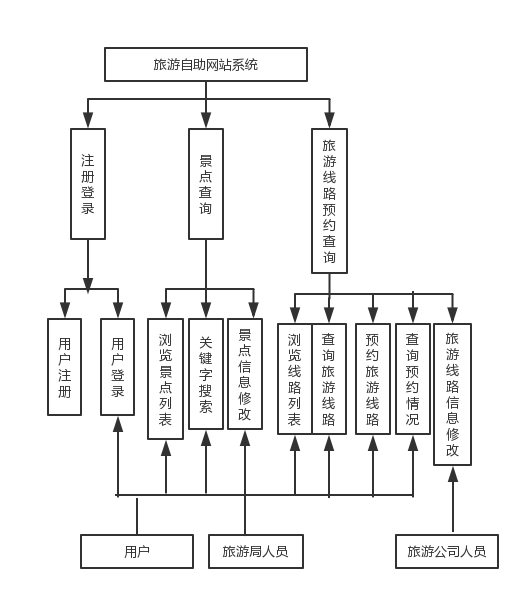 旅游自助网站系统
注册登录
景点查询
旅游线路预约查询
用户注册
用户登录
浏览景点列表
关键字搜索
景点信息修改
浏览线路列表
查询旅游线路
预约旅游线路
查询预约情况
旅游线路信息修改
用户
旅游局人员
旅游公司人员